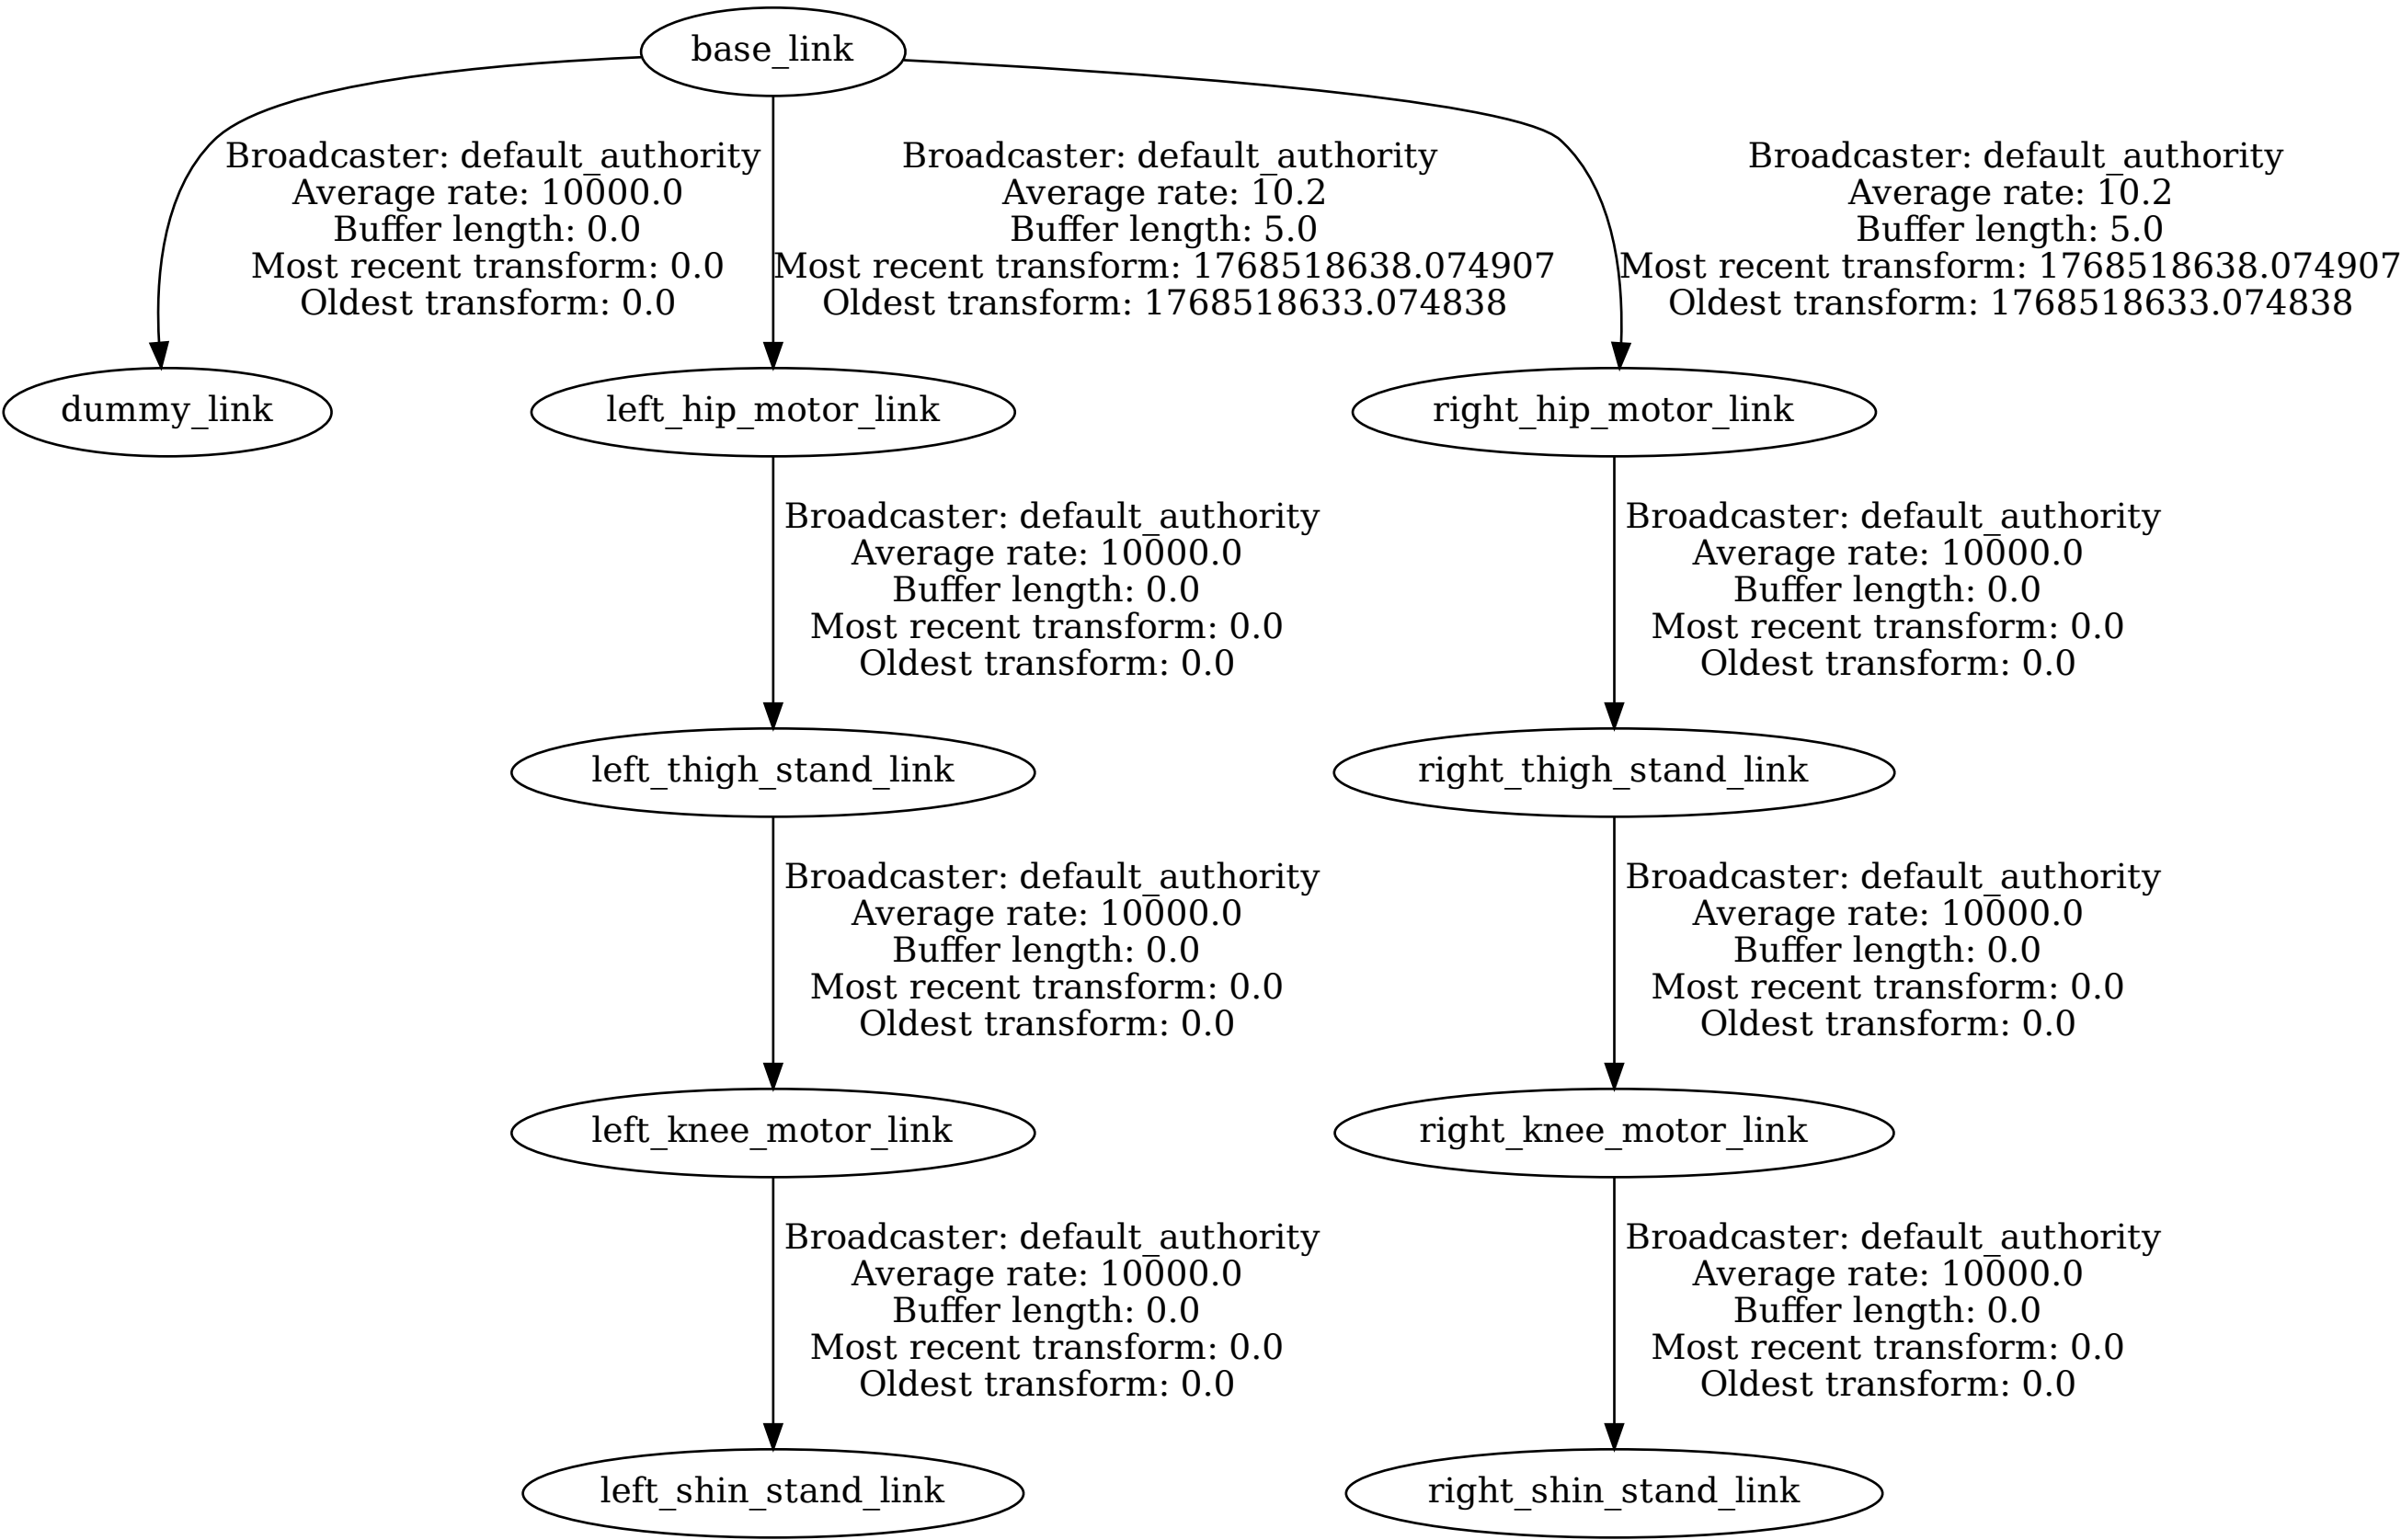 base_link
Broadcaster: default_authority
Average rate: 10000.0
Buffer length: 0.0
Most recent transform: 0.0
Oldest transform: 0.0
Broadcaster: default_authority
Average rate: 10.2
Buffer length: 5.0
Most recent transform: 1768518638.074907
Oldest transform: 1768518633.074838
Broadcaster: default_authority
Average rate: 10.2
Buffer length: 5.0
Most recent transform: 1768518638.074907
Oldest transform: 1768518633.074838
dummy_link
left_hip_motor_link
right_hip_motor_link
Broadcaster: default_authority
Average rate: 10000.0
Buffer length: 0.0
Most recent transform: 0.0
Oldest transform: 0.0
Broadcaster: default_authority
Average rate: 10000.0
Buffer length: 0.0
Most recent transform: 0.0
Oldest transform: 0.0
left_thigh_stand_link
right_thigh_stand_link
Broadcaster: default_authority
Average rate: 10000.0
Buffer length: 0.0
Most recent transform: 0.0
Oldest transform: 0.0
Broadcaster: default_authority
Average rate: 10000.0
Buffer length: 0.0
Most recent transform: 0.0
Oldest transform: 0.0
left_knee_motor_link
right_knee_motor_link
Broadcaster: default_authority
Average rate: 10000.0
Buffer length: 0.0
Most recent transform: 0.0
Oldest transform: 0.0
Broadcaster: default_authority
Average rate: 10000.0
Buffer length: 0.0
Most recent transform: 0.0
Oldest transform: 0.0
left_shin_stand_link
right_shin_stand_link